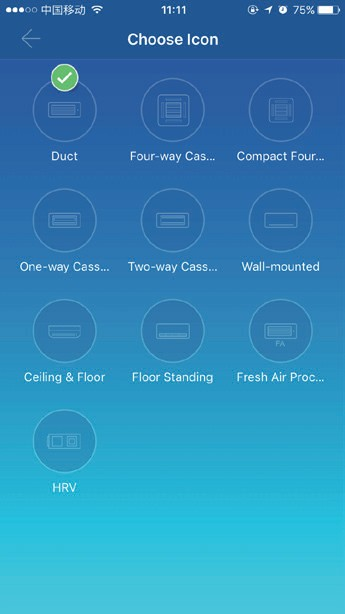 中国移动 11:11 75%
Choose Icon
Duct Four-way Cas... Compact Four...
One-way Cass... Two-way Cass... Wall-mounted
FA
Ceiling & Floor Floor Standing Fresh Air Proc...
HRV